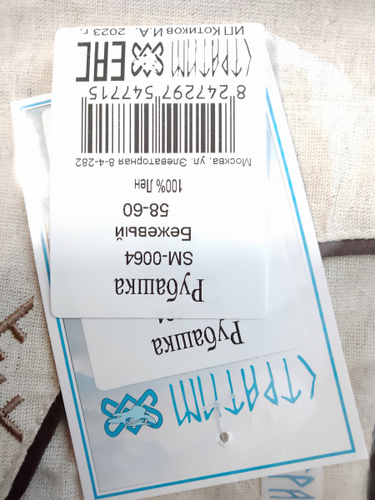 Рубашка
SM-0064
Бежевый
58-60
100% Лен
Москва, ул. Элеваторная 8-4-282
8 247297 547715
СТРАТИМ
EAC
ИП Котиков И.А. 2023 г.
СТРАТИМ
Рубашка